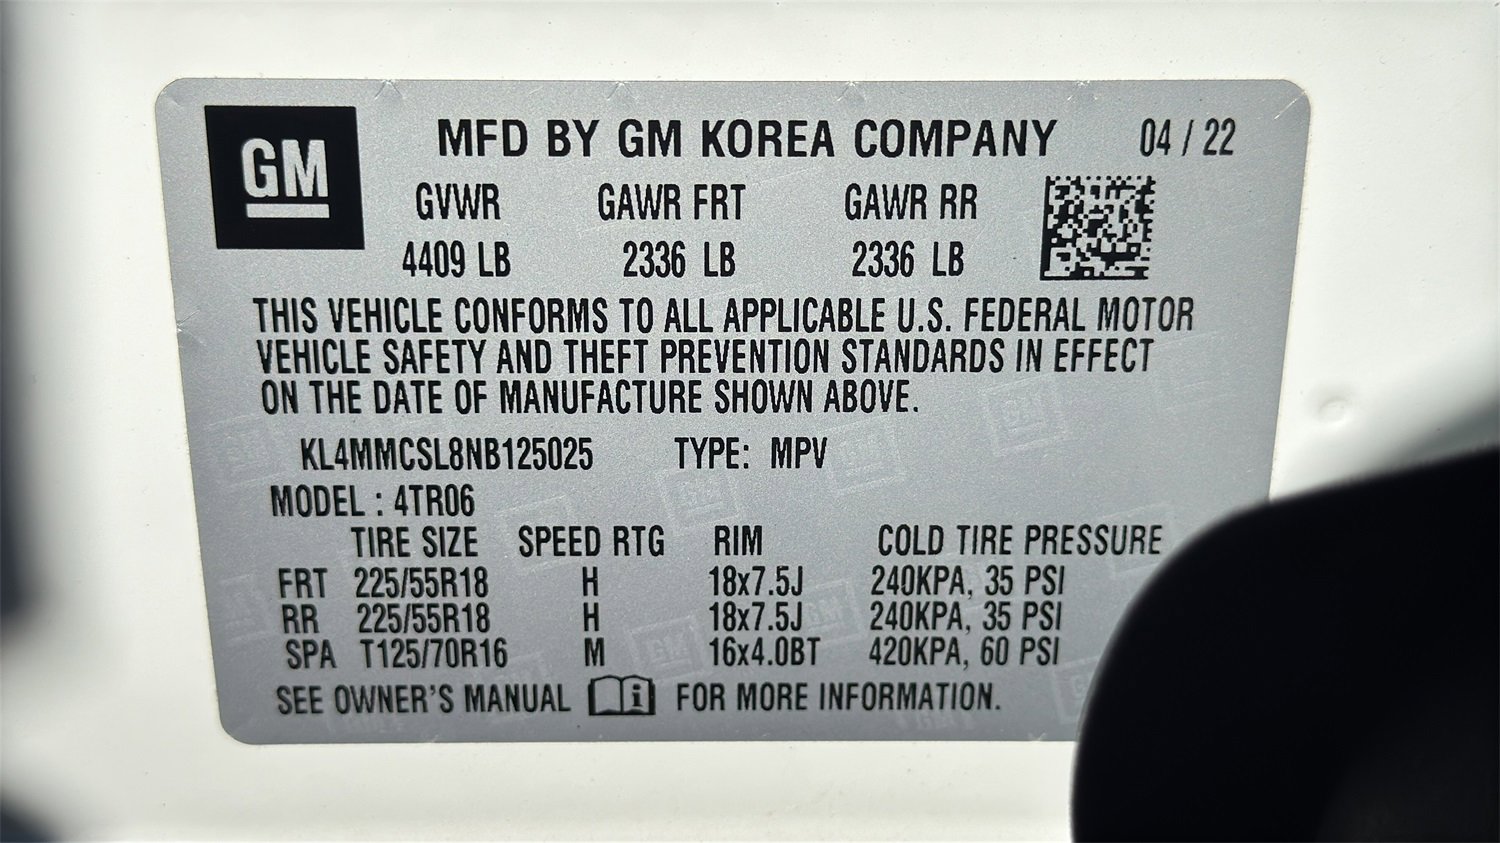 GM
MFD BY GM KOREA COMPANY 04 / 22
GVWR GAWR FRT GAWR RR
4409 LB 2336 LB 2336 LB
THIS VEHICLE CONFORMS TO ALL APPLICABLE U.S. FEDERAL MOTOR
VEHICLE SAFETY AND THEFT PREVENTION STANDARDS IN EFFECT
ON THE DATE OF MANUFACTURE SHOWN ABOVE.
KL4MMCSL8NB125025 TYPE: MPV
MODEL : 4TR06
TIRE SIZE SPEED RTG RIM COLD TIRE PRESSURE
FRT 225/55R18 H 18x7.5J 240KPA, 35 PSI
RR 225/55R18 H 18x7.5J 240KPA, 35 PSI
SPA T125/70R16 M 16x4.0BT 420KPA, 60 PSI
SEE OWNER'S MANUAL i FOR MORE INFORMATION.